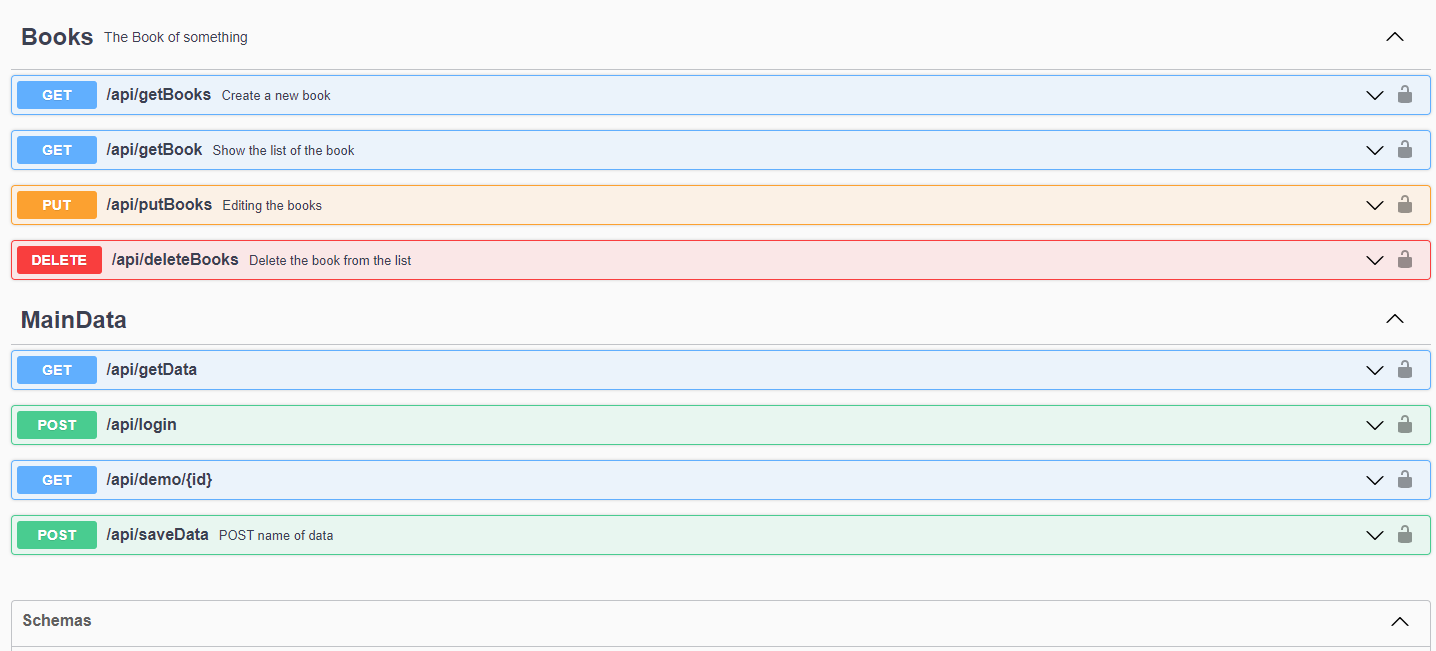 Books The Book of something
GET /api/getBooks Create a new book
GET /api/getBook Show the list of the book
PUT /api/putBooks Editing the books
DELETE /api/deleteBooks Delete the book from the list
MainData
GET /api/getData
POST /api/login
GET /api/demo/{id}
POST /api/saveData POST name of data
Schemas